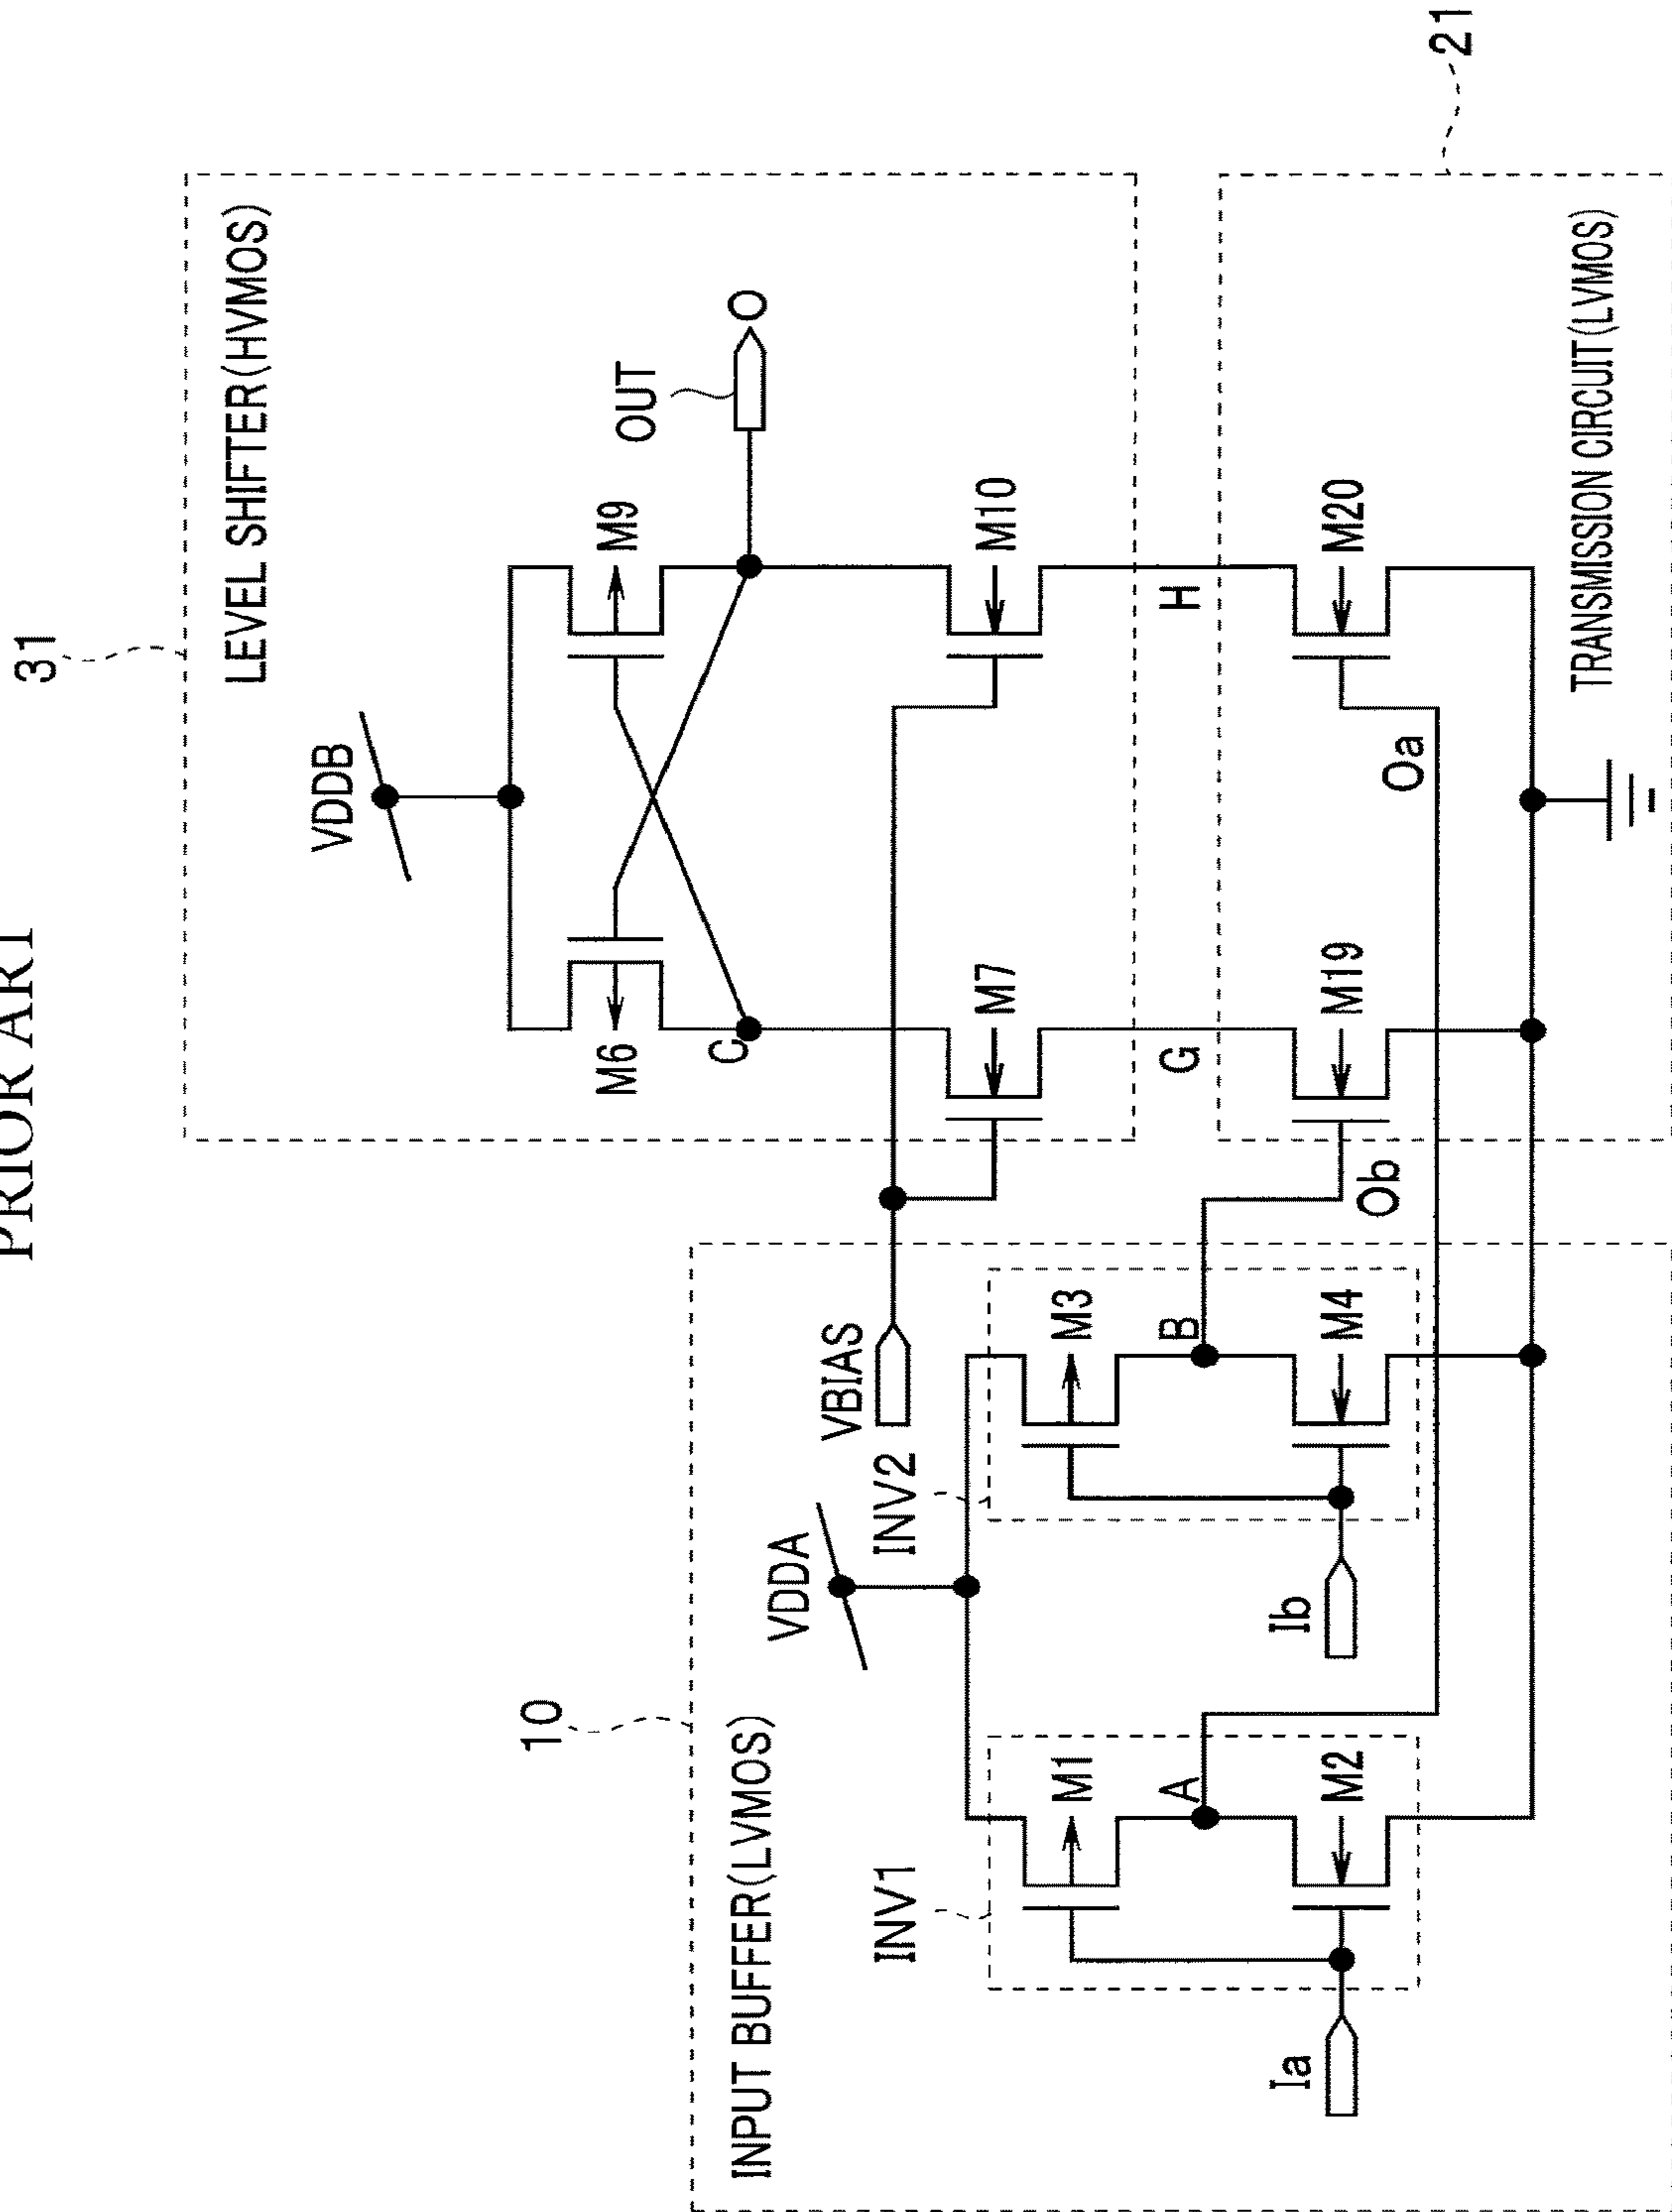 PRIOR ART
31
LEVEL SHIFTER(HVMOS)
VDDB
M6
M9
OUT
O
C
M7
M10
10
INPUT BUFFER(LVMOS)
VDDA
VBIAS
INV1
INV2
M1
M3
A
B
G
H
M2
M4
M19
M20
Ia
Ib
Ob
Oa
21
TRANSMISSION CIRCUIT(LVMOS)